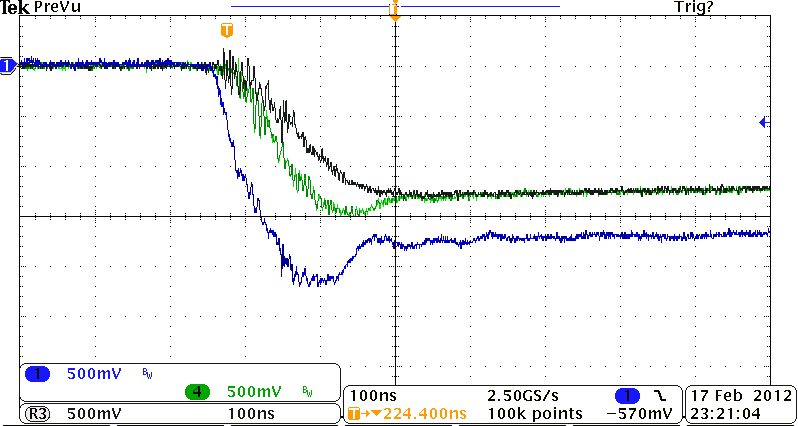 Tek PreVu Trig?
T
T
1
1 500mV BW
4 500mV BW
R3 500mV 100ns
100ns 2.50GS/s 1 -570mV
T→▼224.400ns 100k points
17 Feb 2012
23:21:04